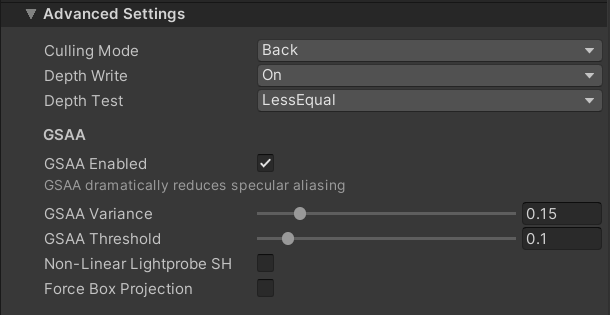 Advanced Settings
Culling Mode Back
Depth Write On
Depth Test LessEqual
GSAA
GSAA Enabled
GSAA dramatically reduces specular aliasing
GSAA Variance 0.15
GSAA Threshold 0.1
Non-Linear Lightprobe SH
Force Box Projection